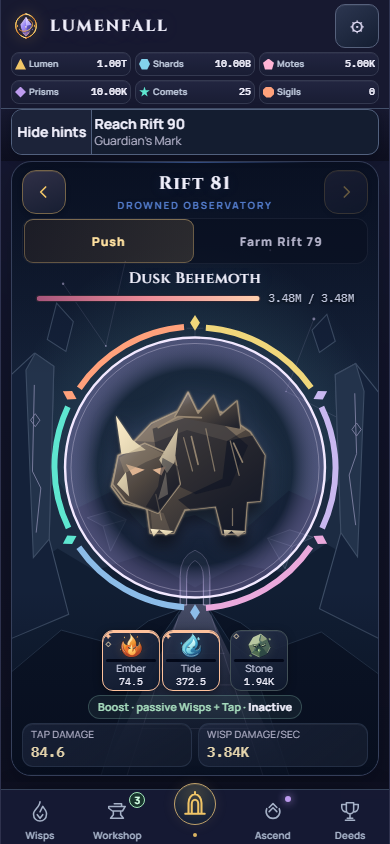 LUMENFALL
Lumen 1.00T
Shards 10.00B
Motes 5.00K
Prisms 10.00K
Comets 25
Sigils 0
Hide hints
Reach Rift 90
Guardian's Mark
RIFT 81
DROWNED OBSERVATORY
Push
Farm Rift 79
DUSK BEHEMOTH
3.48M / 3.48M
Ember
74.5
Tide
372.5
Stone
1.94K
Boost · passive Wisps + Tap · Inactive
TAP DAMAGE
84.6
WISP DAMAGE/SEC
3.84K
3
Wisps
Workshop
Ascend
Deeds